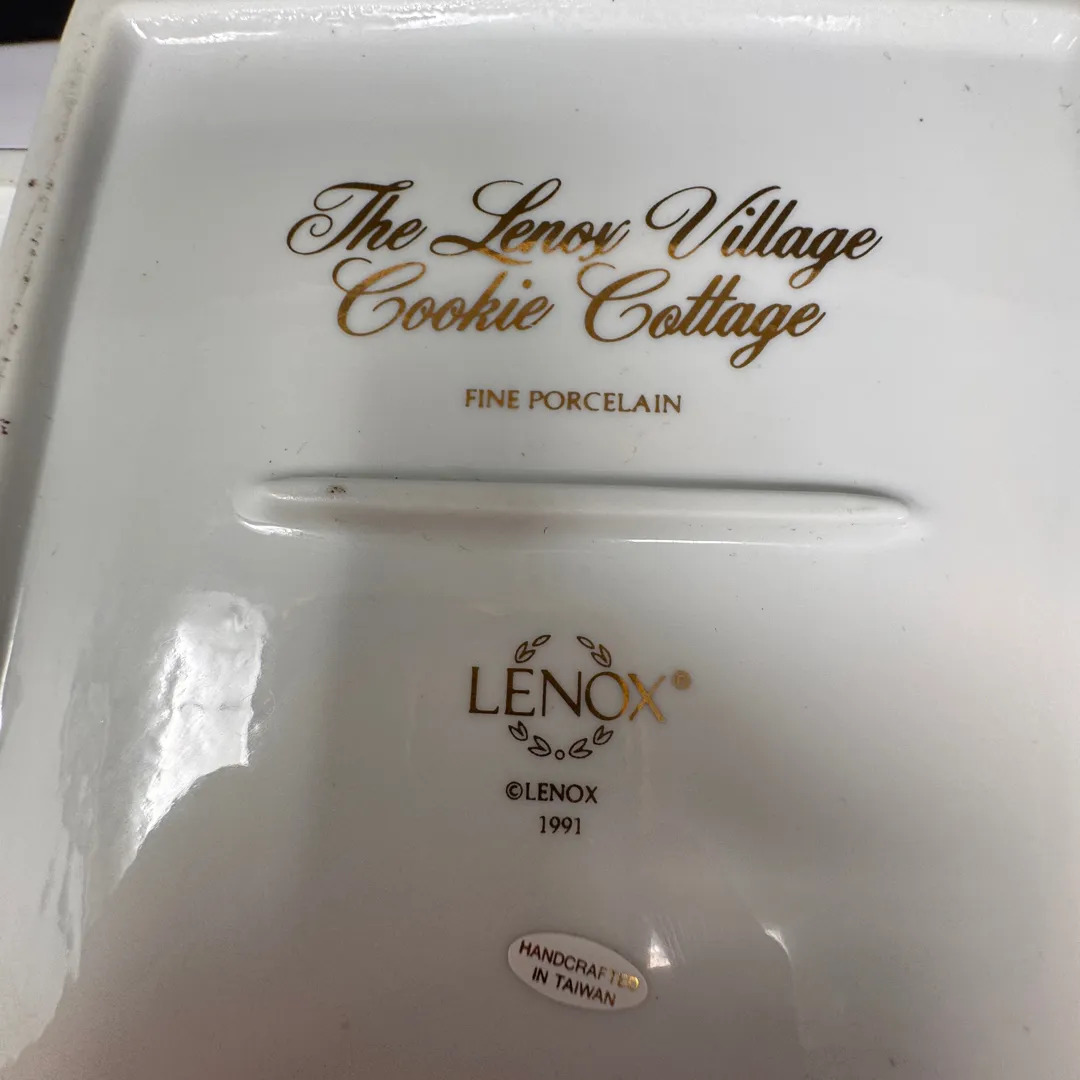 The Lenox Village
Cookie Cottage
FINE PORCELAIN
LENOX®
©LENOX
1991
HANDCRAFTED
IN TAIWAN